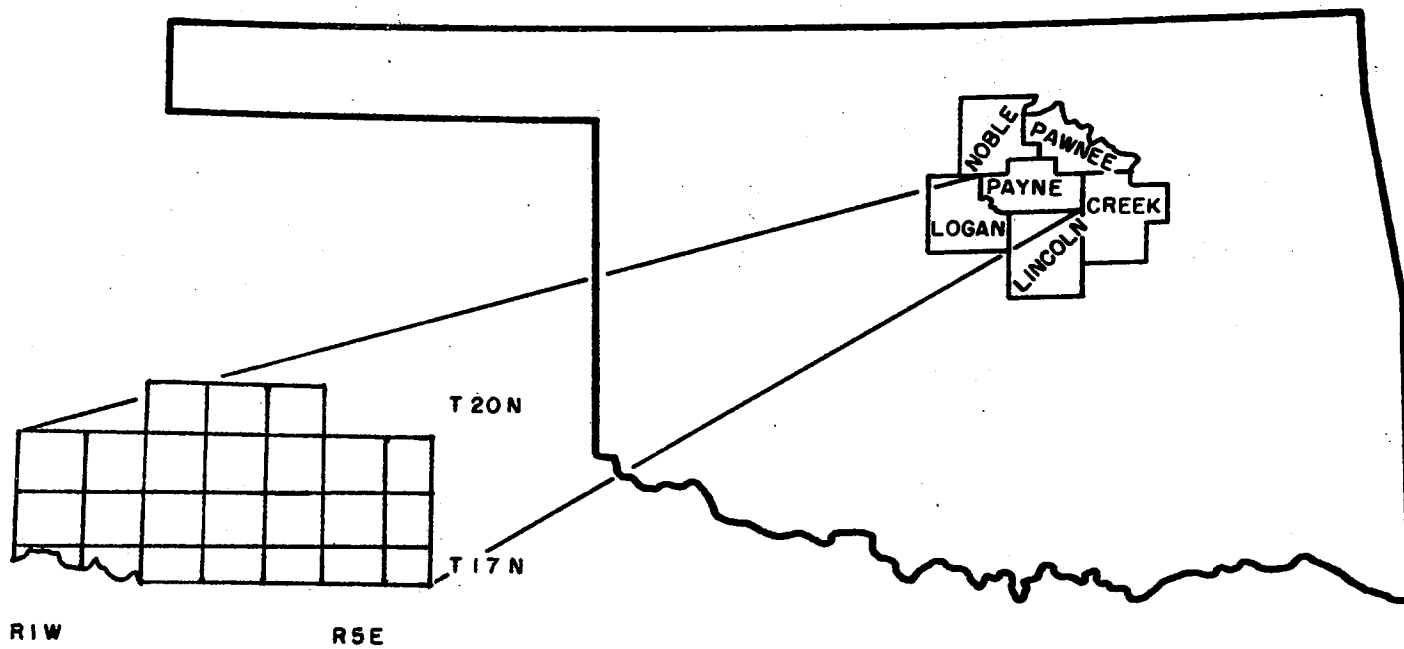 NOBLE
PAWNEE
PAYNE
CREEK
LOGAN
LINCOLN
T 20 N
T 17 N
R 1 W
R 5 E